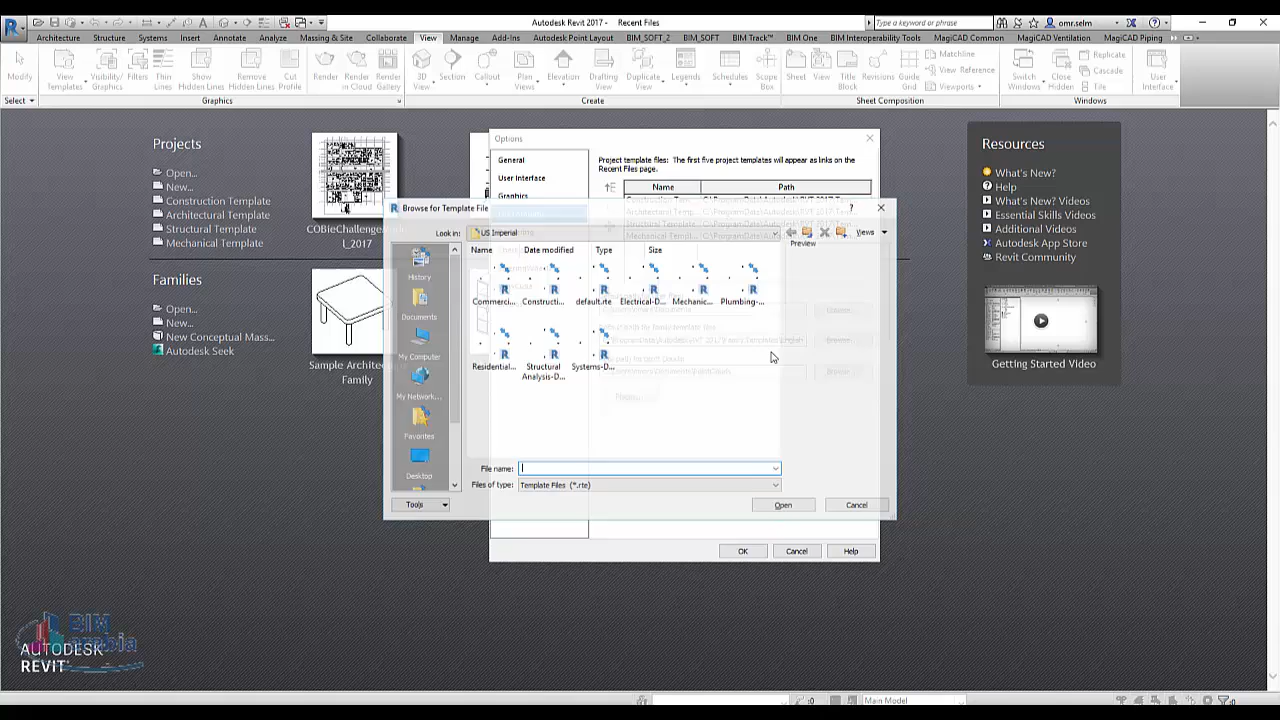 Autodesk Revit 2017 - Recent Files
Type a keyword or phrase
omr.selm
Architecture Structure Systems Insert Annotate Analyze Massing & Site Collaborate View Manage Add-Ins Autodesk Point Layout BIM_SOFT_2 BIM_SOFT BIM Track™ BIM One BIM Interoperability Tools MagiCAD Common MagiCAD Ventilation MagiCAD Piping
Modify
View Templates
Visibility/ Graphics
Filters
Thin Lines
Show Hidden Lines
Remove Hidden Lines
Cut Profile
Render
Render in Cloud
Render Gallery
3D View
Section
Callout
Plan Views
Elevation
Drafting View
Duplicate View
Legends
Schedules
Scope Box
Sheet
View
Title Block
Revisions
Guide Grid
Matchline
View Reference
Viewports
Switch Windows
Close Hidden
Replicate
Cascade
Tile
User Interface
Select Graphics Create Sheet Composition Windows
Projects
Open...
New...
Construction Template
Architectural Template
Structural Template
Mechanical Template
Families
Open...
New...
New Conceptual Mass...
Autodesk Seek
l_2017
Family
Options
General
User Interface
Graphics
Project template files: The first five project templates will appear as links on the
Recent Files page.
Name Path
Browse for Template File
Look in: US Imperial
Views
Preview
Name Date modified Type Size
Commerci... Constructi... default.rte Electrical-D... Mechanic... Plumbing-...
Residential... Structural Analysis-D... Systems-D...
History
Documents
My Computer
My Network...
Favorites
Desktop
File name:
Files of type: Template Files (*.rte)
Tools Open Cancel
OK Cancel Help
Resources
What's New?
Help
What's New? Videos
Essential Skills Videos
Additional Videos
Autodesk App Store
Revit Community
Getting Started Video
BIM
arabia
AUTODESK
REVIT
:0 Main Model :0